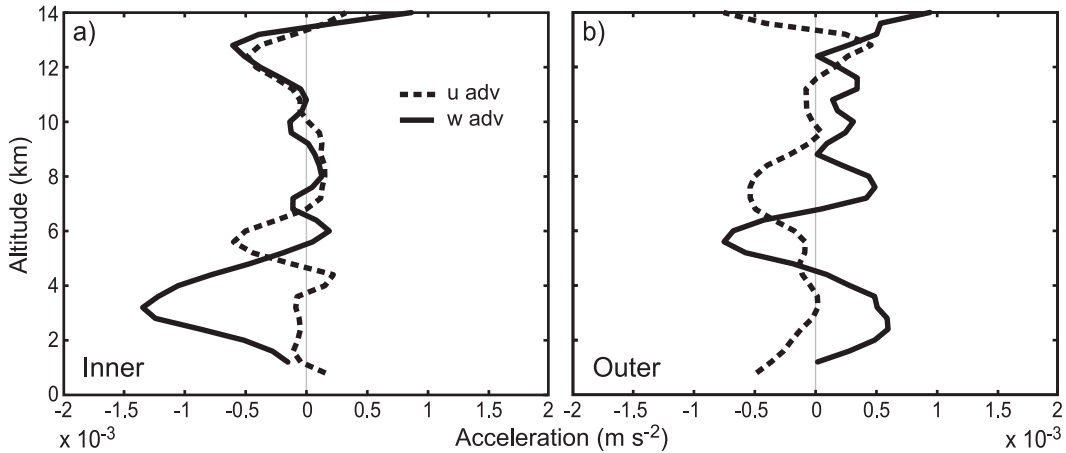 a)
b)
14
12
10
8
6
4
2
0
Altitude (km)
u adv
w adv
Inner
Outer
-2 -1.5 -1 -0.5 0 0.5 1 1.5 2
-2 -1.5 -1 -0.5 0 0.5 1 1.5 2
x 10-3 Acceleration (m s-2) x 10-3